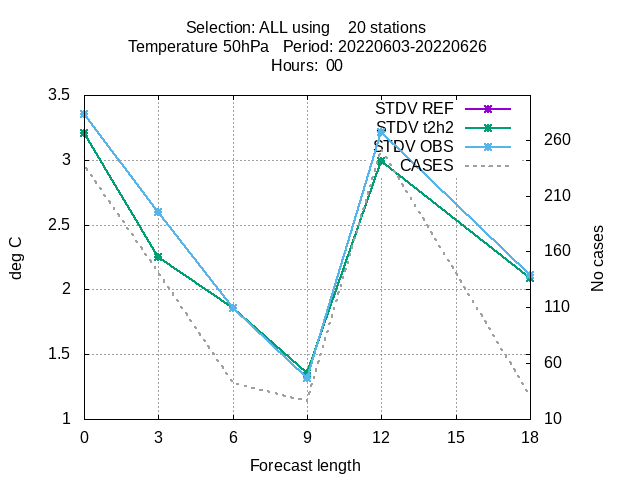 Selection: ALL using 20 stations
Temperature 50hPa Period: 20220603-20220626
Hours: 00
3.5
3
2.5
2
1.5
1
deg C
STDV REF
STDV t2h2
STDV OBS
CASES
260
210
160
110
60
10
No cases
0 3 6 9 12 15 18
Forecast length